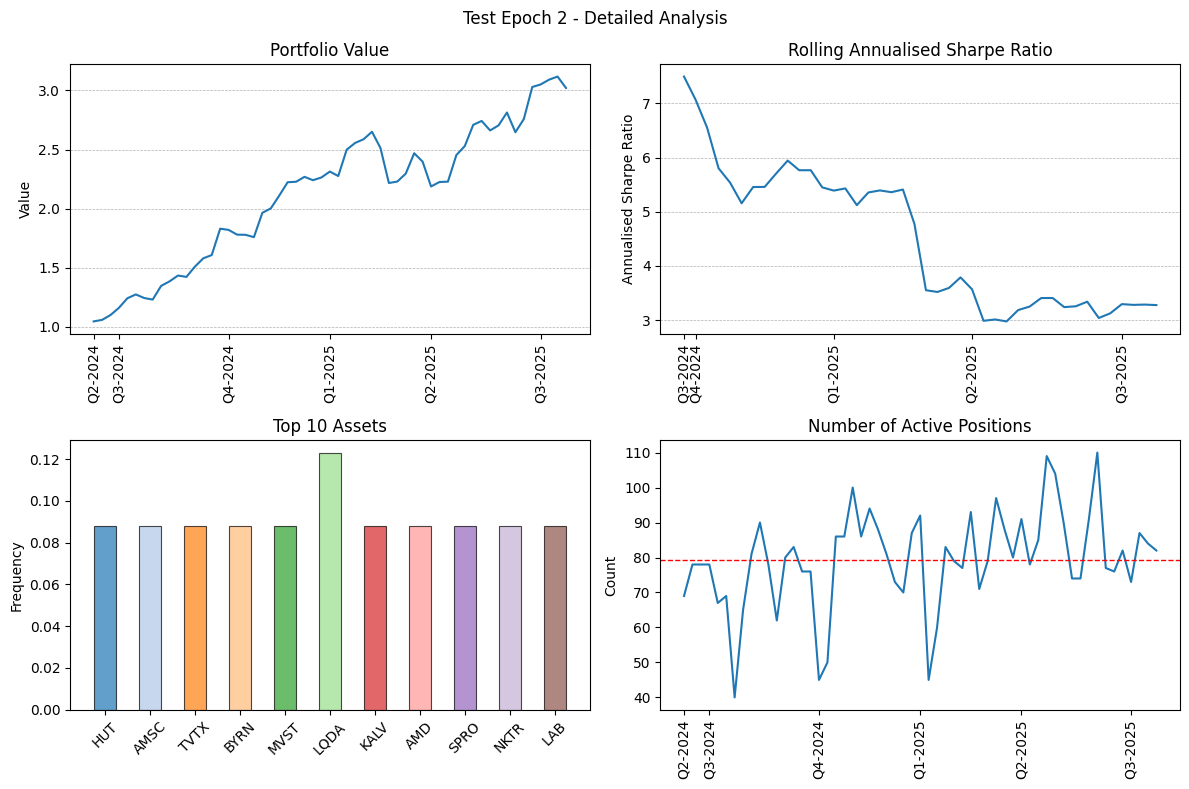 Test Epoch 2 - Detailed Analysis
Portfolio Value
Value
3.0
2.5
2.0
1.5
1.0
Q2-2024
Q3-2024
Q4-2024
Q1-2025
Q2-2025
Q3-2025
Rolling Annualised Sharpe Ratio
Annualised Sharpe Ratio
7
6
5
4
3
Q3-2024
Q4-2024
Q1-2025
Q2-2025
Q3-2025
Top 10 Assets
Frequency
0.12
0.10
0.08
0.06
0.04
0.02
0.00
HUT
AMSC
TVTX
BYRN
MVST
LQDA
KALV
AMD
SPRO
NKTR
LAB
Number of Active Positions
Count
110
100
90
80
70
60
50
40
Q2-2024
Q3-2024
Q4-2024
Q1-2025
Q2-2025
Q3-2025